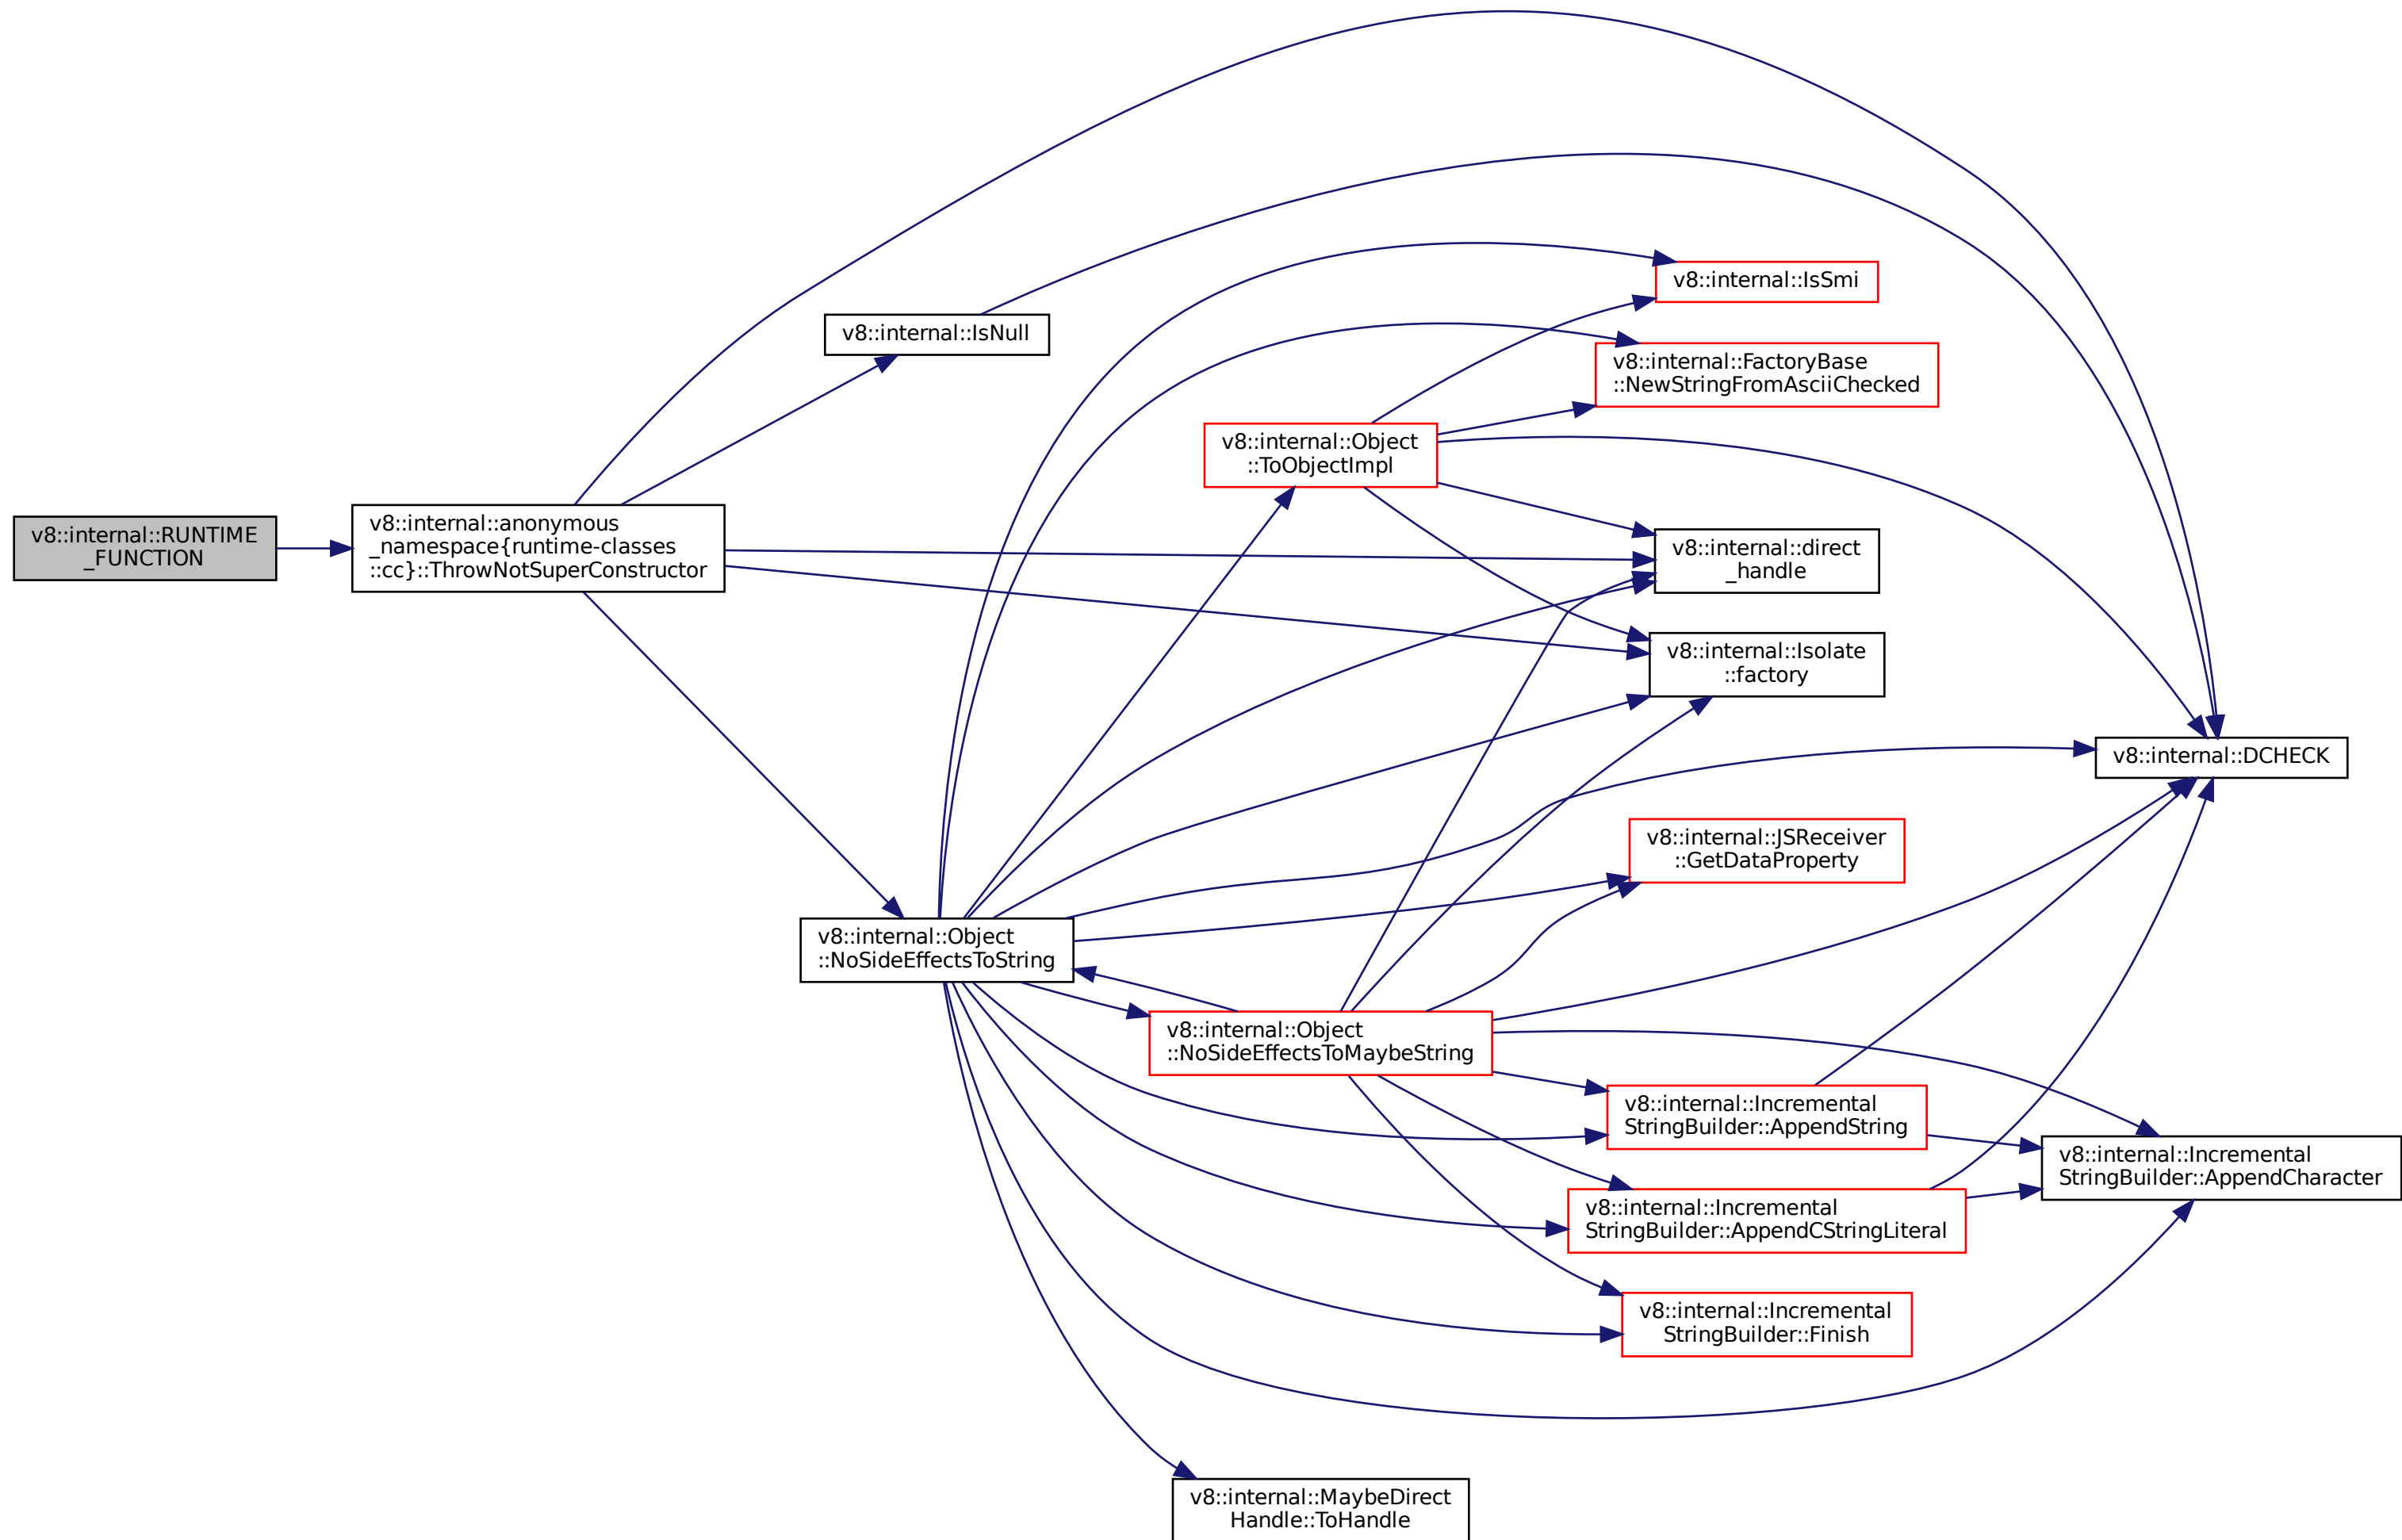 v8::internal::RUNTIME
_FUNCTION
v8::internal::anonymous
_namespace{runtime-classes
::cc}::ThrowNotSuperConstructor
v8::internal::IsNull
v8::internal::Object
::NoSideEffectsToString
v8::internal::Object
::ToObjectImpl
v8::internal::Object
::NoSideEffectsToMaybeString
v8::internal::MaybeDirect
Handle::ToHandle
v8::internal::IsSmi
v8::internal::FactoryBase
::NewStringFromAsciiChecked
v8::internal::direct
_handle
v8::internal::Isolate
::factory
v8::internal::JSReceiver
::GetDataProperty
v8::internal::Incremental
StringBuilder::AppendString
v8::internal::Incremental
StringBuilder::AppendCStringLiteral
v8::internal::Incremental
StringBuilder::Finish
v8::internal::DCHECK
v8::internal::Incremental
StringBuilder::AppendCharacter